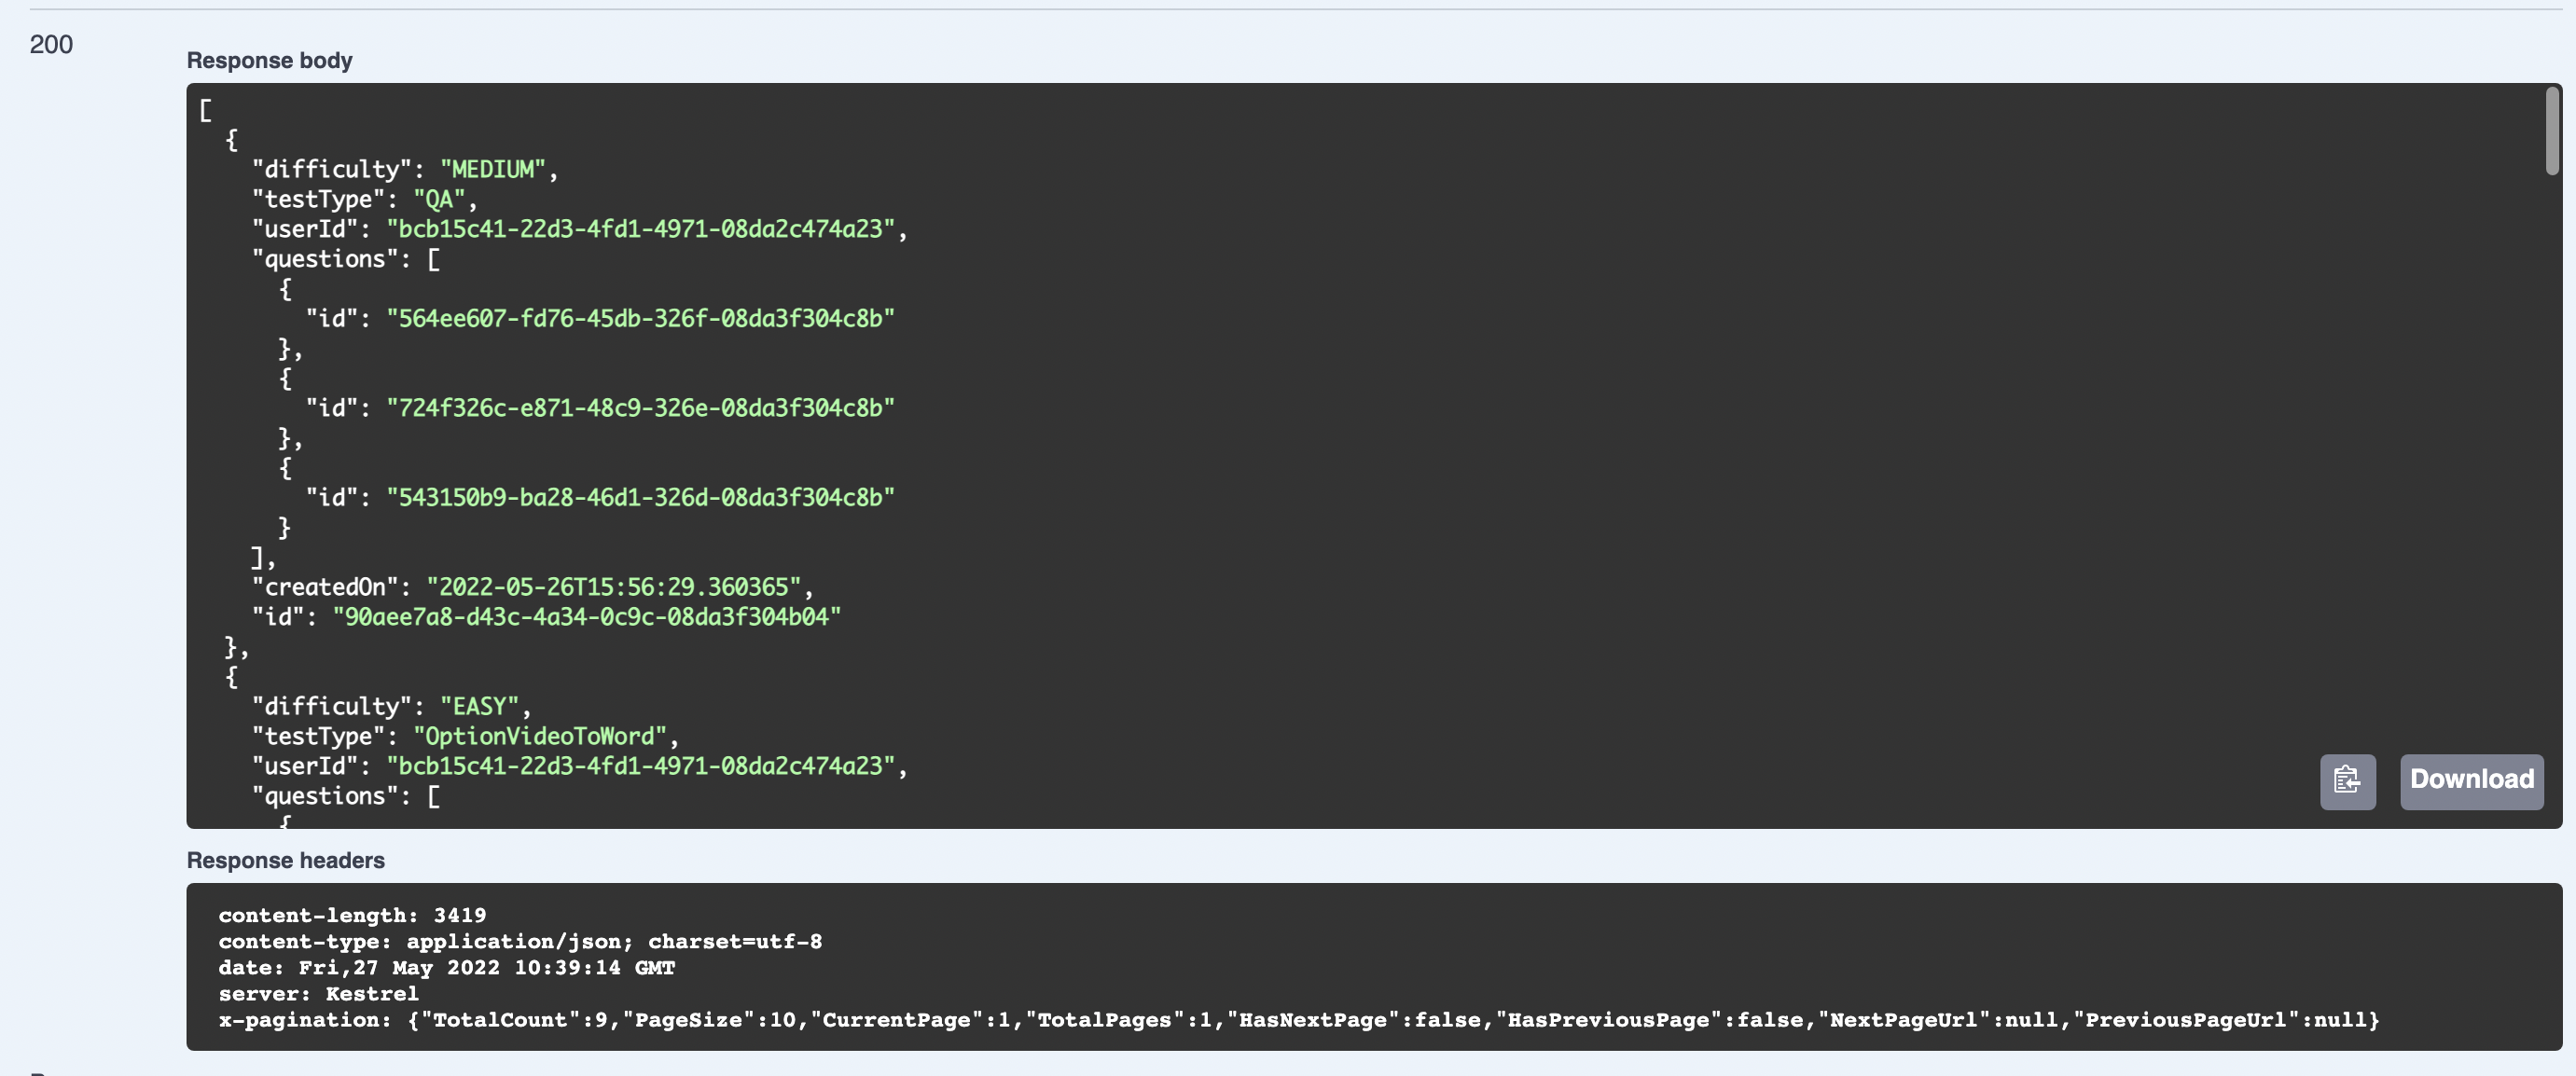 200
Response body
[
  {
    "difficulty": "MEDIUM",
    "testType": "QA",
    "userId": "bcb15c41-22d3-4fd1-4971-08da2c474a23",
    "questions": [
      {
        "id": "564ee607-fd76-45db-326f-08da3f304c8b"
      },
      {
        "id": "724f326c-e871-48c9-326e-08da3f304c8b"
      },
      {
        "id": "543150b9-ba28-46d1-326d-08da3f304c8b"
      }
    ],
    "createdOn": "2022-05-26T15:56:29.360365",
    "id": "90aee7a8-d43c-4a34-0c9c-08da3f304b04"
  },
  {
    "difficulty": "EASY",
    "testType": "OptionVideoToWord",
    "userId": "bcb15c41-22d3-4fd1-4971-08da2c474a23",
    "questions": [
      {
Download
Response headers
content-length: 3419
content-type: application/json; charset=utf-8
date: Fri,27 May 2022 10:39:14 GMT
server: Kestrel
x-pagination: {"TotalCount":9,"PageSize":10,"CurrentPage":1,"TotalPages":1,"HasNextPage":false,"HasPreviousPage":false,"NextPageUrl":null,"PreviousPageUrl":null}